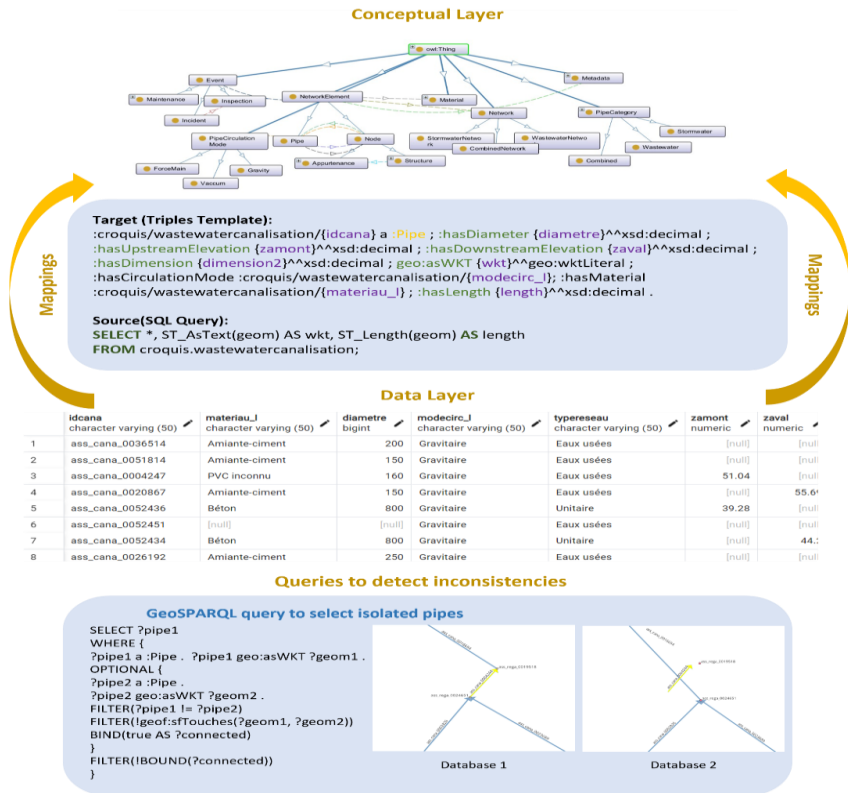 Conceptual Layer
owl:Thing
Event
Metadata
Maintenance
Inspection
NetworkElement
Material
Incident
Network
PipeCategory
PipeCirculation
Mode
Pipe
Node
StormwaterNetwo
rk
WastewaterNetwo
Stormwater
CombinedNetwork
Wastewater
ForceMain
Gravity
Appurtenance
Structure
Combined
Vaccum
Mappings
Mappings
Target (Triples Template):
:croquis/wastewatercanalisation/{idcana} a :Pipe ; :hasDiameter {diametre}^^xsd:decimal ;
:hasUpstreamElevation {zamont}^^xsd:decimal ; :hasDownstreamElevation {zaval}^^xsd:decimal ;
:hasDimension {dimension2}^^xsd:decimal ; geo:asWKT {wkt}^^geo:wktLiteral ;
:hasCirculationMode :croquis/wastewatercanalisation/{modecirc_l}; :hasMaterial
:croquis/wastewatercanalisation/{materiau_l} ; :hasLength {length}^^xsd:decimal .
Source(SQL Query):
SELECT *, ST_AsText(geom) AS wkt, ST_Length(geom) AS length
FROM croquis.wastewatercanalisation;
Data Layer
idcana materiau_l diametre modecirc_l typereseau zamont zaval
character varying (50) character varying (50) bigint character varying (50) character varying (50) numeric numeric
1 ass_cana_0036514 Amiante-ciment 200 Gravitaire Eaux usées [null] [nul
2 ass_cana_0051814 Amiante-ciment 150 Gravitaire Eaux usées [null] [nul
3 ass_cana_0004247 PVC inconnu 160 Gravitaire Eaux usées 51.04 [nul
4 ass_cana_0020867 Amiante-ciment 150 Gravitaire Eaux usées [null] 55.6
5 ass_cana_0052436 Béton 800 Gravitaire Unitaire 39.28 [nul
6 ass_cana_0052451 [null] [null] Gravitaire Eaux usées [null] [nul
7 ass_cana_0052434 Béton 800 Gravitaire Unitaire [null] 44.
8 ass_cana_0026192 Amiante-ciment 250 Gravitaire Eaux usées [null] [nul
Queries to detect inconsistencies
GeoSPARQL query to select isolated pipes
SELECT ?pipe1
WHERE {
?pipe1 a :Pipe . ?pipe1 geo:asWKT ?geom1 .
OPTIONAL {
?pipe2 a :Pipe .
?pipe2 geo:asWKT ?geom2 .
FILTER(?pipe1 != ?pipe2)
FILTER(!geof:sfTouches(?geom1, ?geom2))
BIND(true AS ?connected)
}
FILTER(!BOUND(?connected))
}
Database 1
Database 2